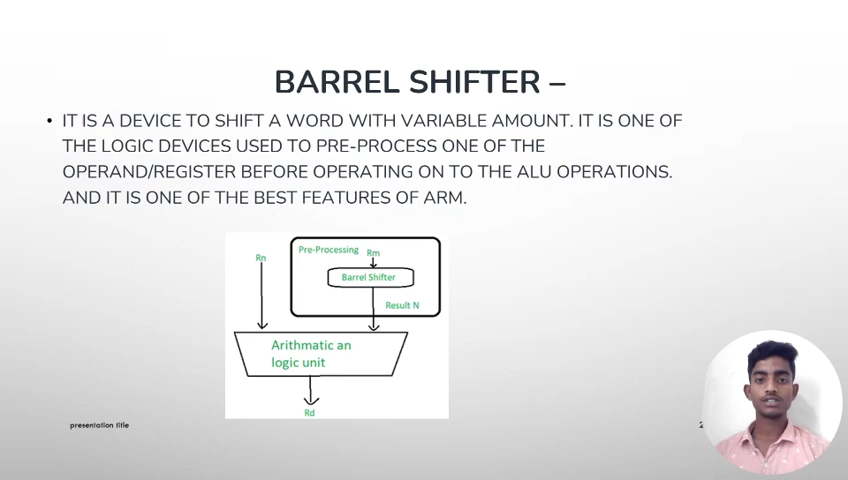 BARREL SHIFTER –
• IT IS A DEVICE TO SHIFT A WORD WITH VARIABLE AMOUNT. IT IS ONE OF
THE LOGIC DEVICES USED TO PRE-PROCESS ONE OF THE
OPERAND/REGISTER BEFORE OPERATING ON TO THE ALU OPERATIONS.
AND IT IS ONE OF THE BEST FEATURES OF ARM.
Pre-Processing
Rm
Rn
Barrel Shifter
Result N
Arithmatic an
logic unit
Rd
presentation title
2